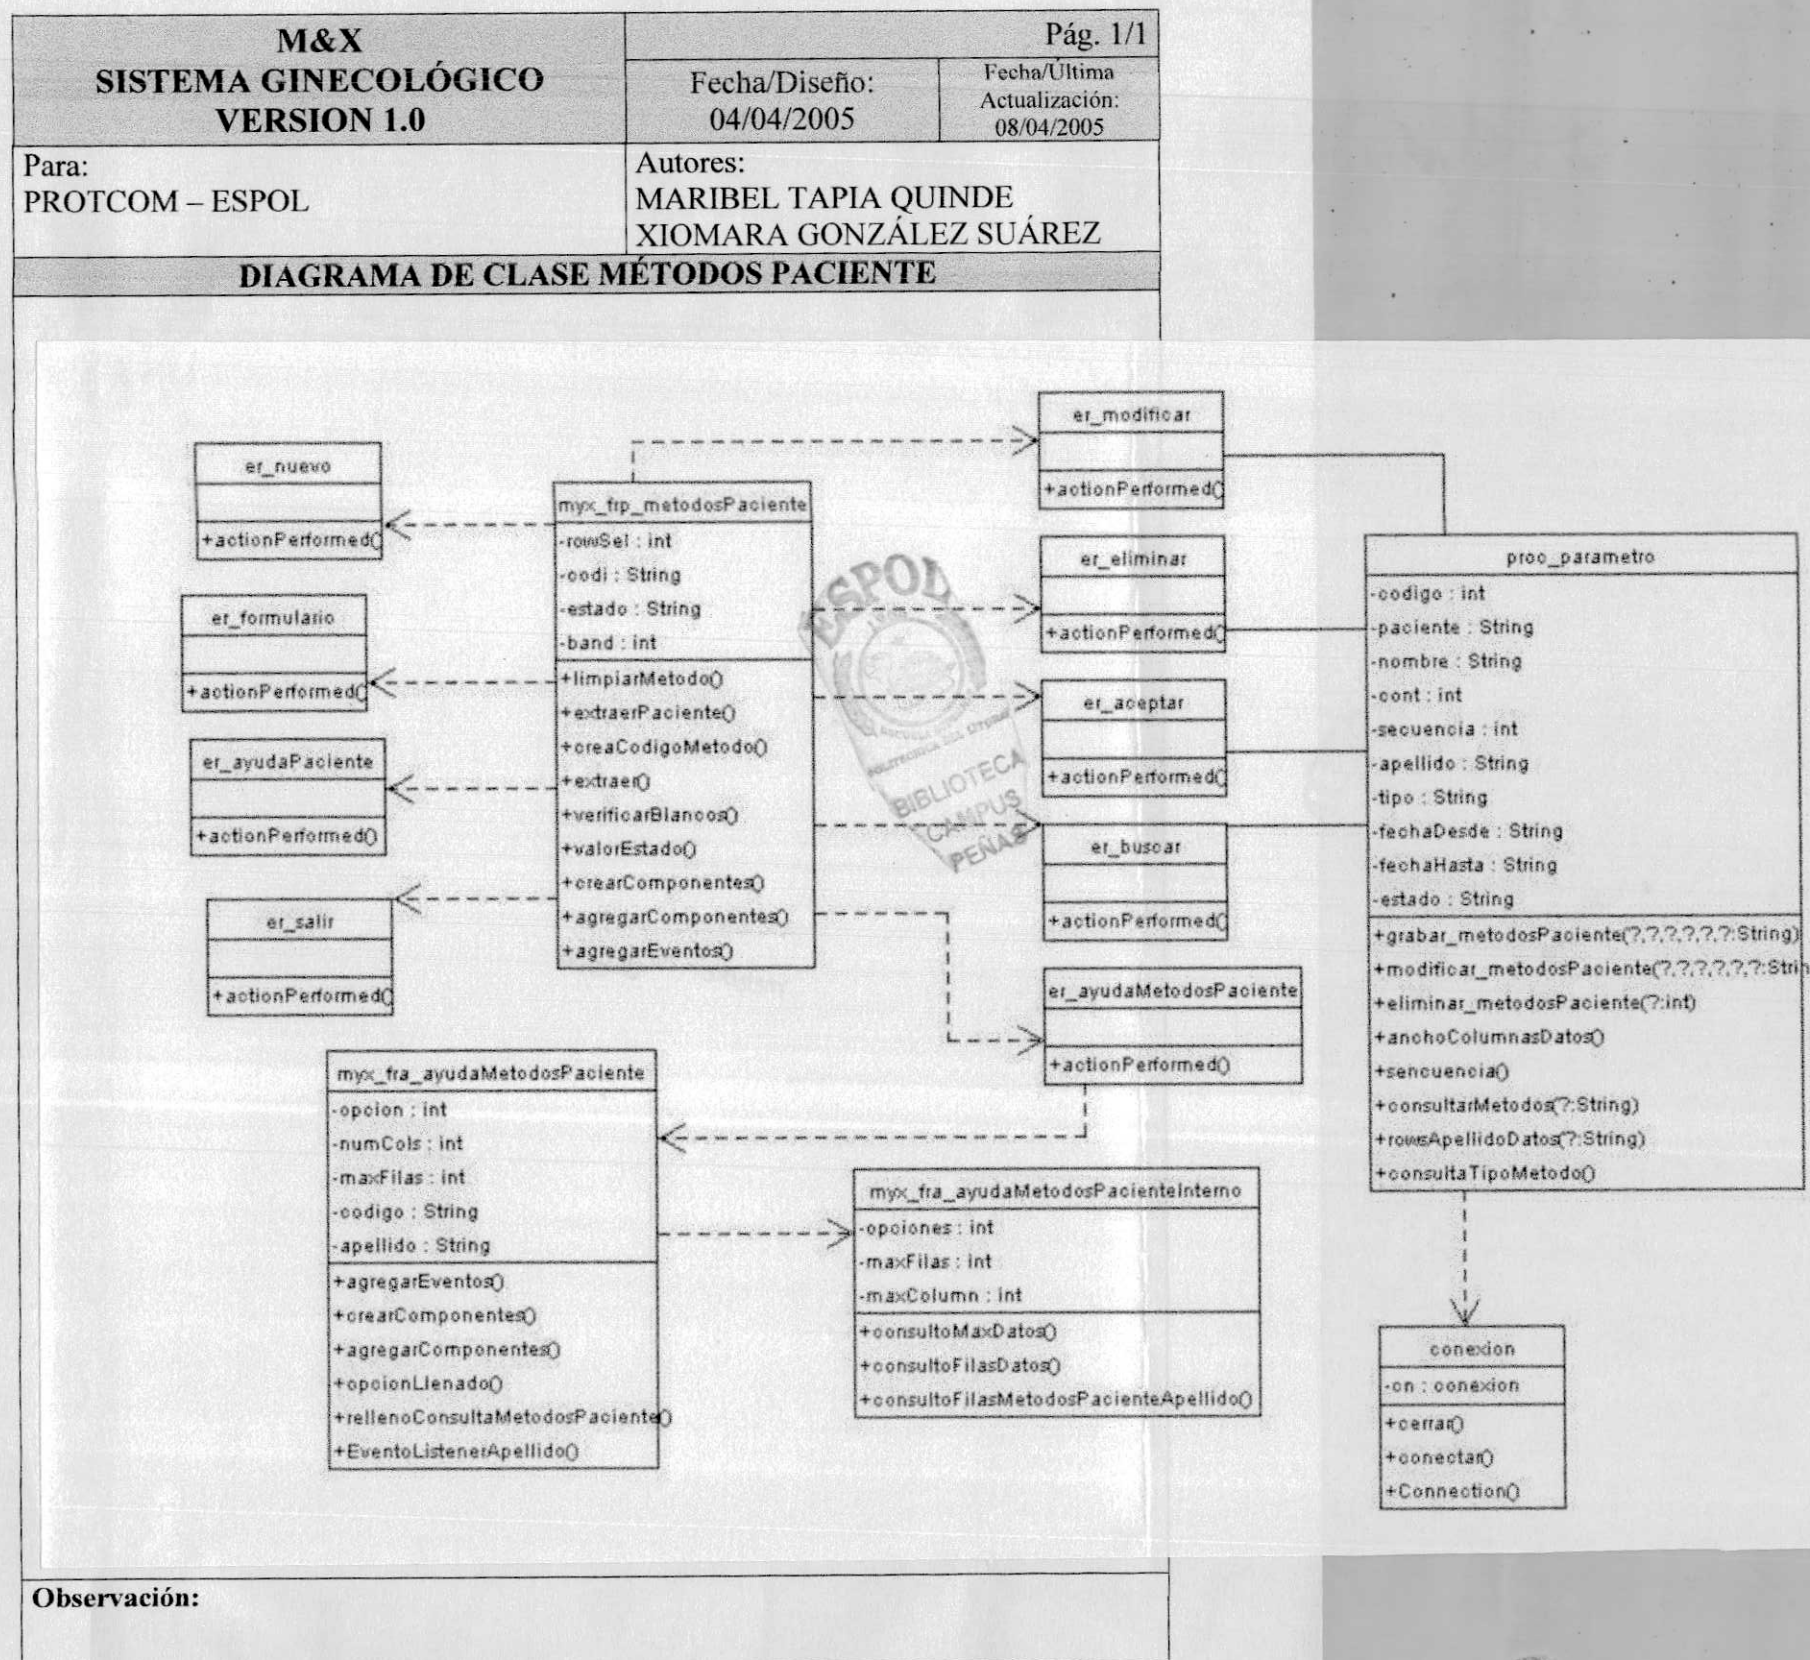 M&X
SISTEMA GINECOLÓGICO
VERSION 1.0
Pág. 1/1
Fecha/Diseño:
04/04/2005
Fecha/Última
Actualización:
08/04/2005
Para:
PROTCOM – ESPOL
Autores:
MARIBEL TAPIA QUINDE
XIOMARA GONZÁLEZ SUÁREZ
DIAGRAMA DE CLASE MÉTODOS PACIENTE
er_nuevo
+actionPerformed()
er_formulario
+actionPerformed()
er_ayudaPaciente
+actionPerformed()
er_salir
+actionPerformed()
myx_frp_metodosPaciente
-rowSel : int
-codi : String
-estado : String
-band : int
+limpiarMetodo()
+extraerPaciente()
+creaCodigoMetodo()
+extraer()
+verificarBlancos()
+valorEstado()
+crearComponentes()
+agregarComponentes()
+agregarEventos()
er_modificar
+actionPerformed()
er_eliminar
+actionPerformed()
er_aceptar
+actionPerformed()
er_buscar
+actionPerformed()
er_ayudaMetodosPaciente
+actionPerformed()
ESPOL
BIBLIOTECA
CAMPUS
PEÑAS
proc_parametro
-codigo : int
-paciente : String
-nombre : String
-cont : int
-secuencia : int
-apellido : String
-tipo : String
-fechaDesde : String
-fechaHasta : String
-estado : String
+grabar_metodosPaciente(?,?,?,?,?,?:String)
+modificar_metodosPaciente(?,?,?,?,?,?:Strin
+eliminar_metodosPaciente(?:int)
+anchoColumnasDatos()
+sencuencia()
+consultarMetodos(?:String)
+rowsApellidoDatos(?:String)
+consultaTipoMetodo()
myx_fra_ayudaMetodosPaciente
-opcion : int
-numCols : int
-maxFilas : int
-codigo : String
-apellido : String
+agregarEventos()
+crearComponentes()
+agregarComponentes()
+opcionLlenado()
+rellenoConsultaMetodosPaciente()
+EventoListenerApellido()
myx_fra_ayudaMetodosPacienteInterno
-opciones : int
-maxFilas : int
-maxColumn : int
+consultoMaxDatos()
+consultoFilasDatos()
+consultoFilasMetodosPacienteApellido()
conexion
-cn : conexion
+cerrar()
+conectar()
+Connection()
Observación: